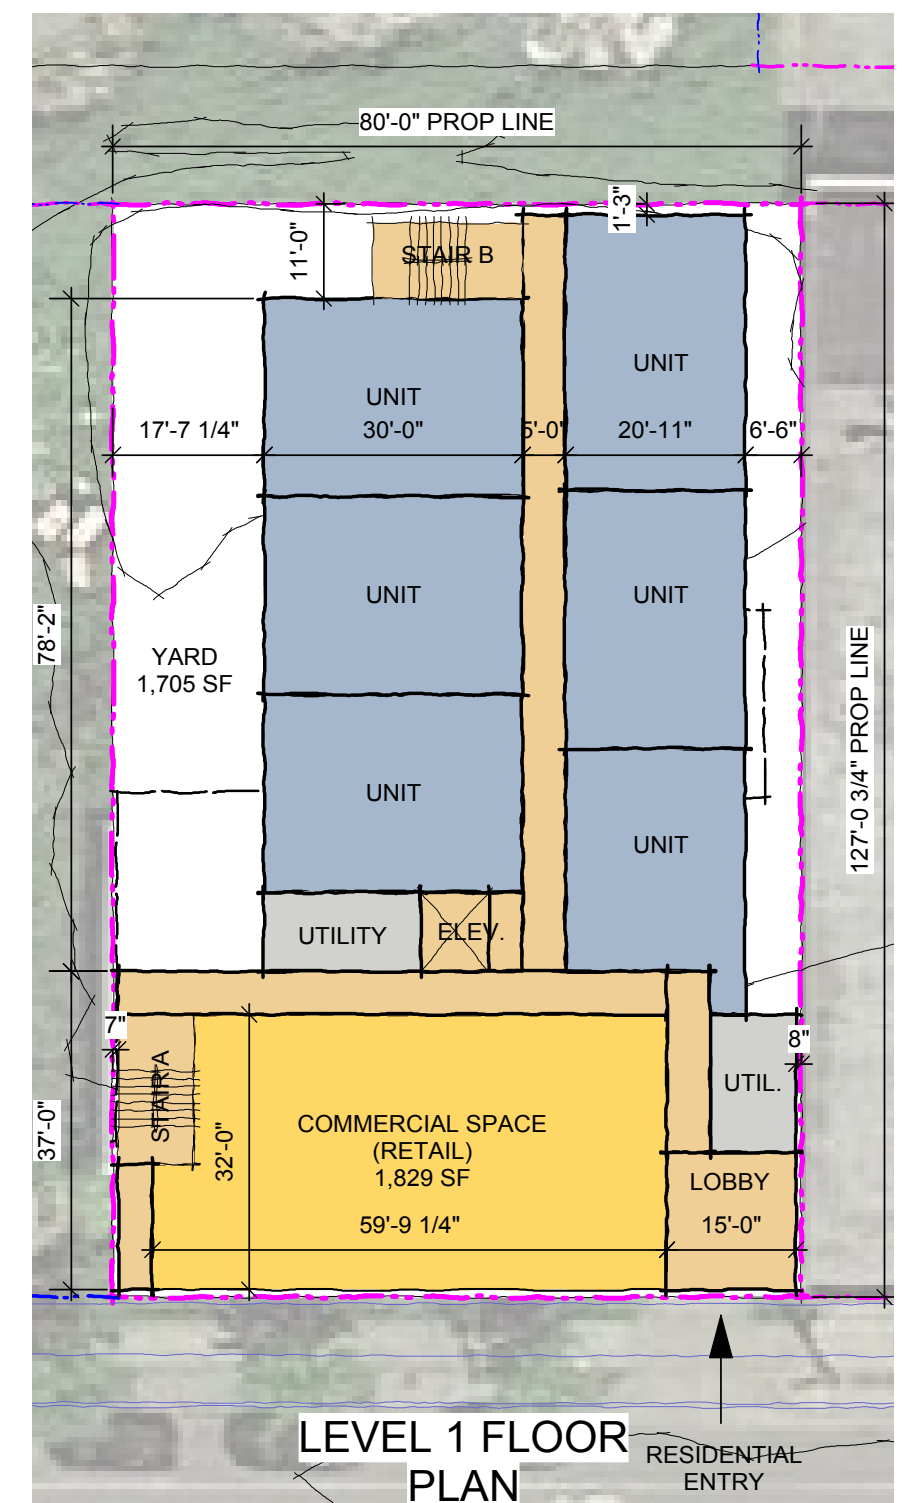 80'-0" PROP LINE
1'-3"
11'-0"
STAIR B
UNIT
UNIT
17'-7 1/4"
30'-0"
5'-0"
20'-11"
6'-6"
UNIT
UNIT
78'-2"
YARD
1,705 SF
127'-0 3/4" PROP LINE
UNIT
UNIT
UTILITY
ELEV.
7"
8"
STAIR A
UTIL.
37'-0"
32'-0"
COMMERCIAL SPACE
(RETAIL)
1,829 SF
LOBBY
59'-9 1/4"
15'-0"
LEVEL 1 FLOOR
PLAN
RESIDENTIAL
ENTRY